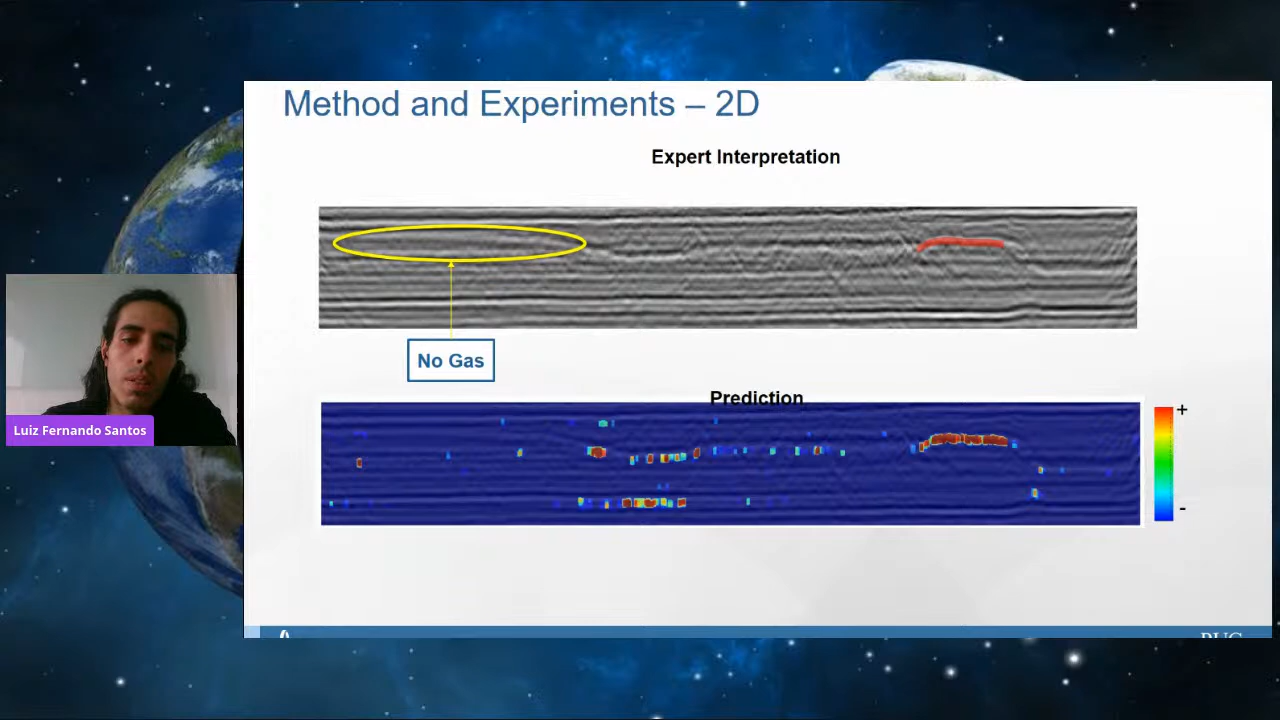 Method and Experiments – 2D
Expert Interpretation
No Gas
Prediction
+
-
Luiz Fernando Santos